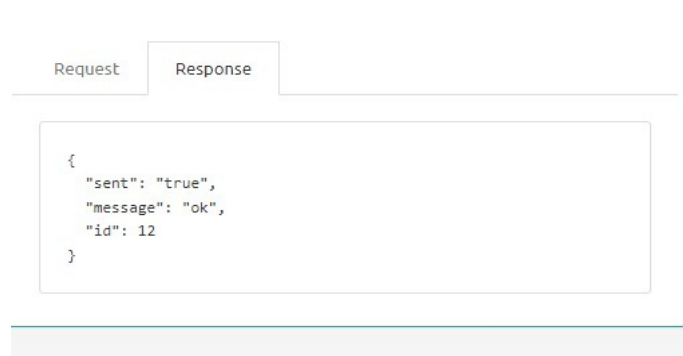 Request Response
{
"sent": "true",
"message": "ok",
"id": 12
}